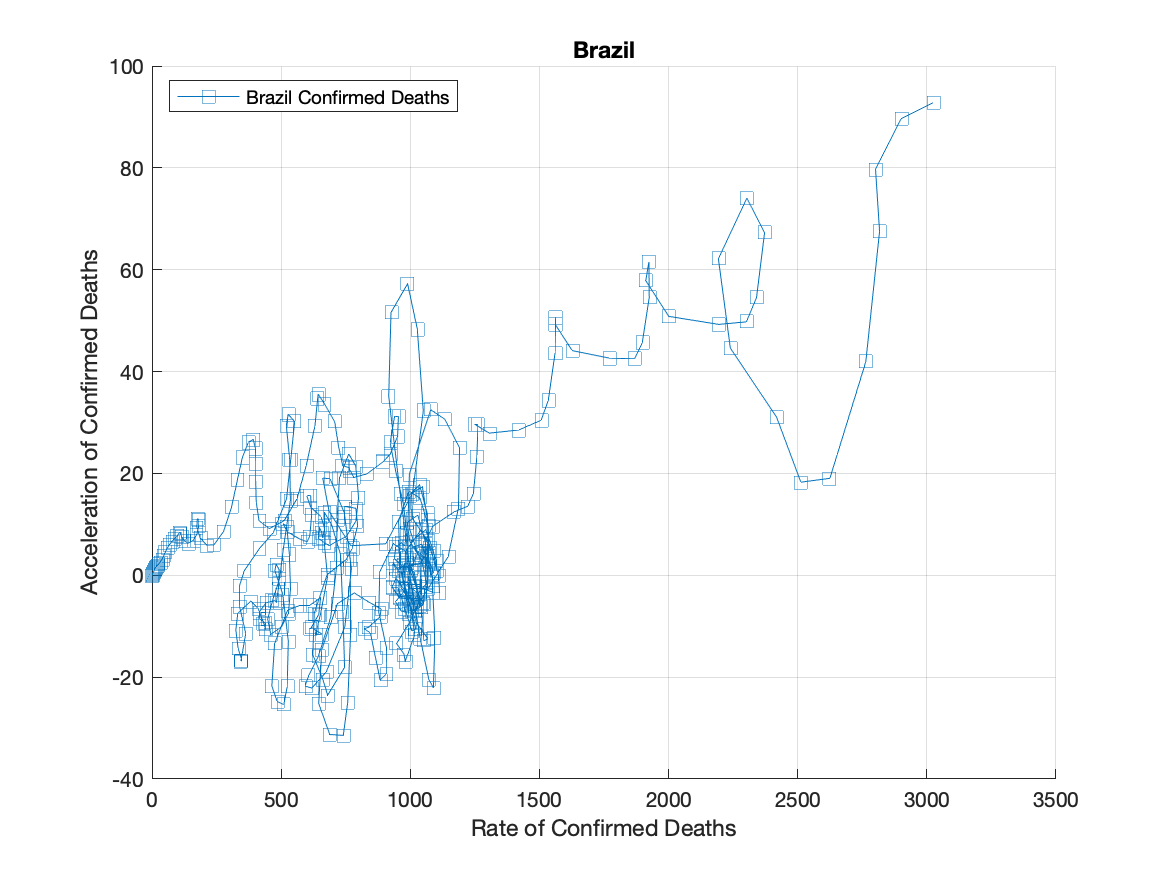 Brazil
100
Brazil Confirmed Deaths
80
60
40
20
0
-20
-40
Acceleration of Confirmed Deaths
0 500 1000 1500 2000 2500 3000 3500
Rate of Confirmed Deaths